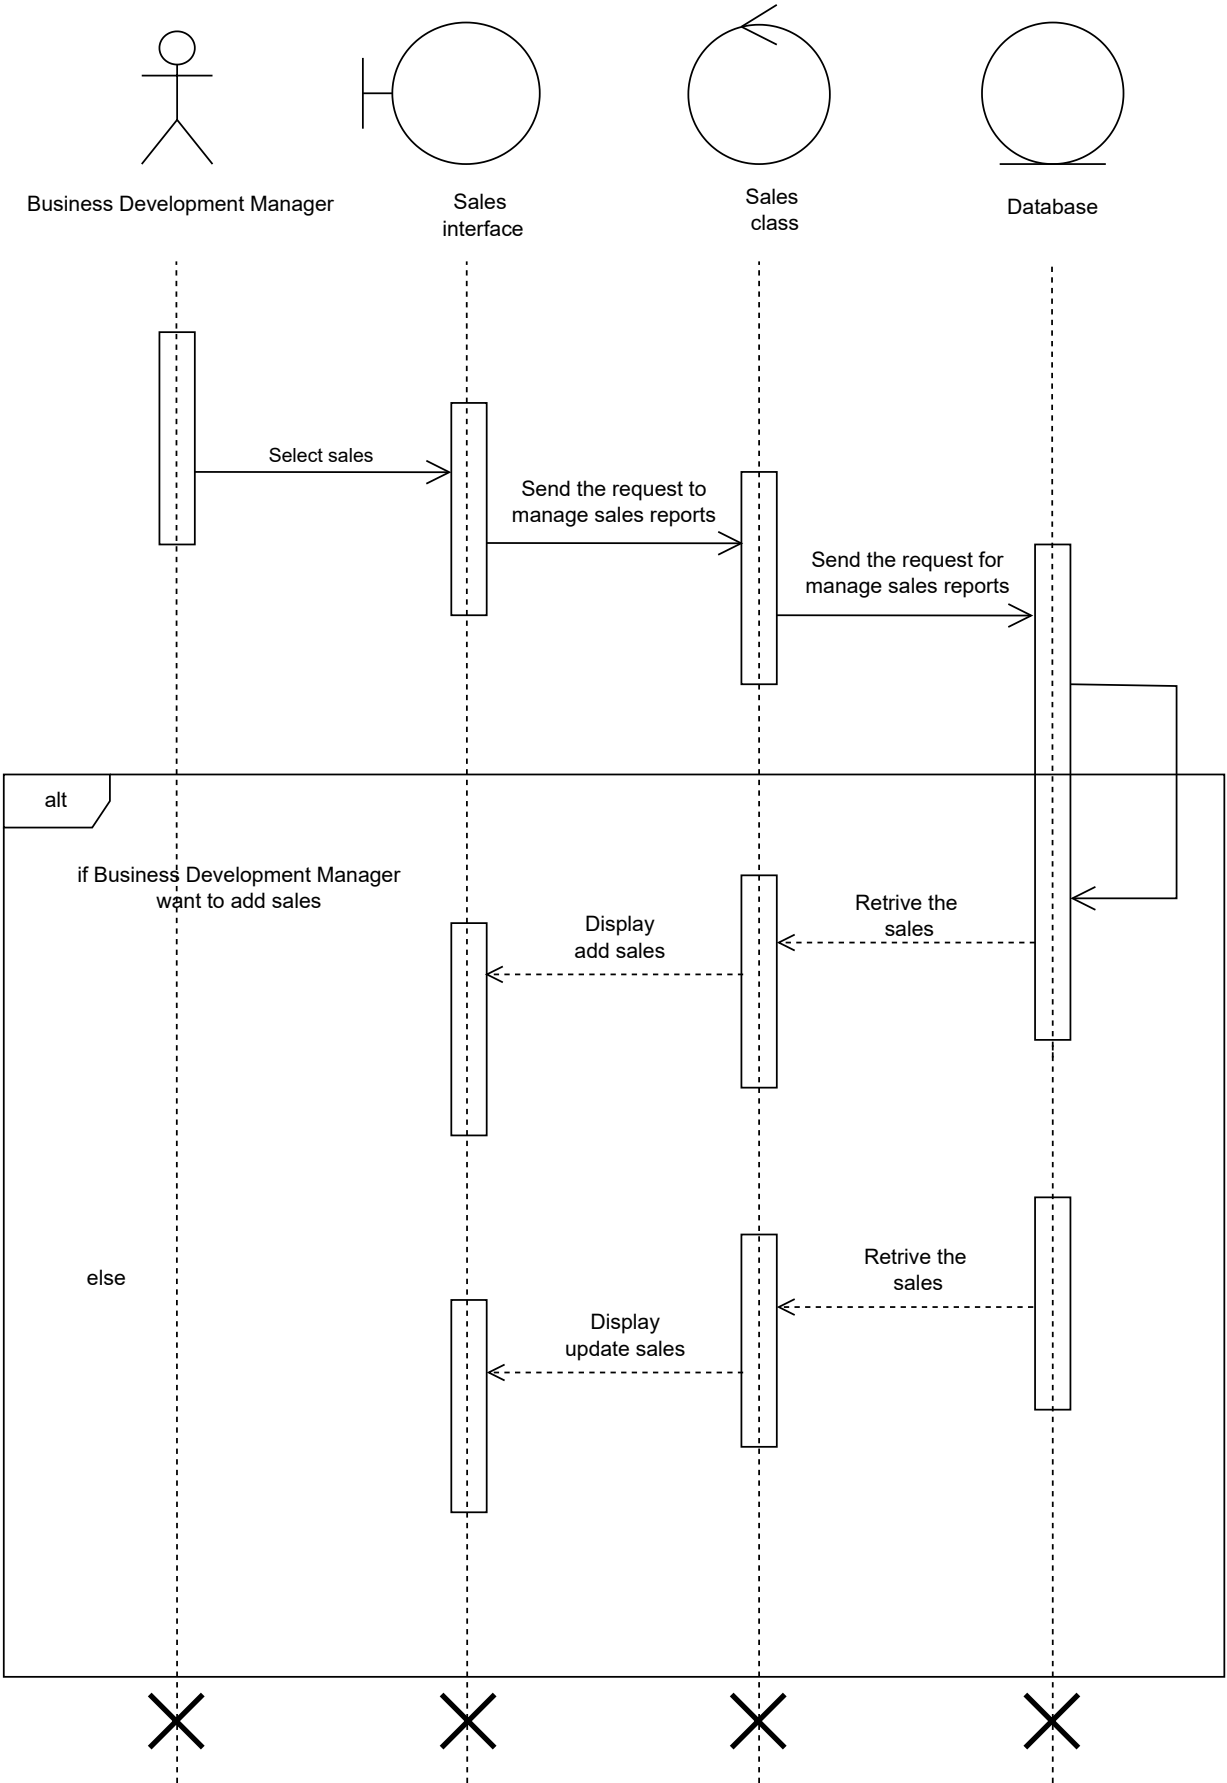 Business Development Manager
Sales
interface
Sales
class
Database
Select sales
Send the request to
manage sales reports
Send the request for
manage sales reports
alt
if Business Development Manager
want to add sales
Display
add sales
Retrive the
sales
else
Retrive the
sales
Display
update sales